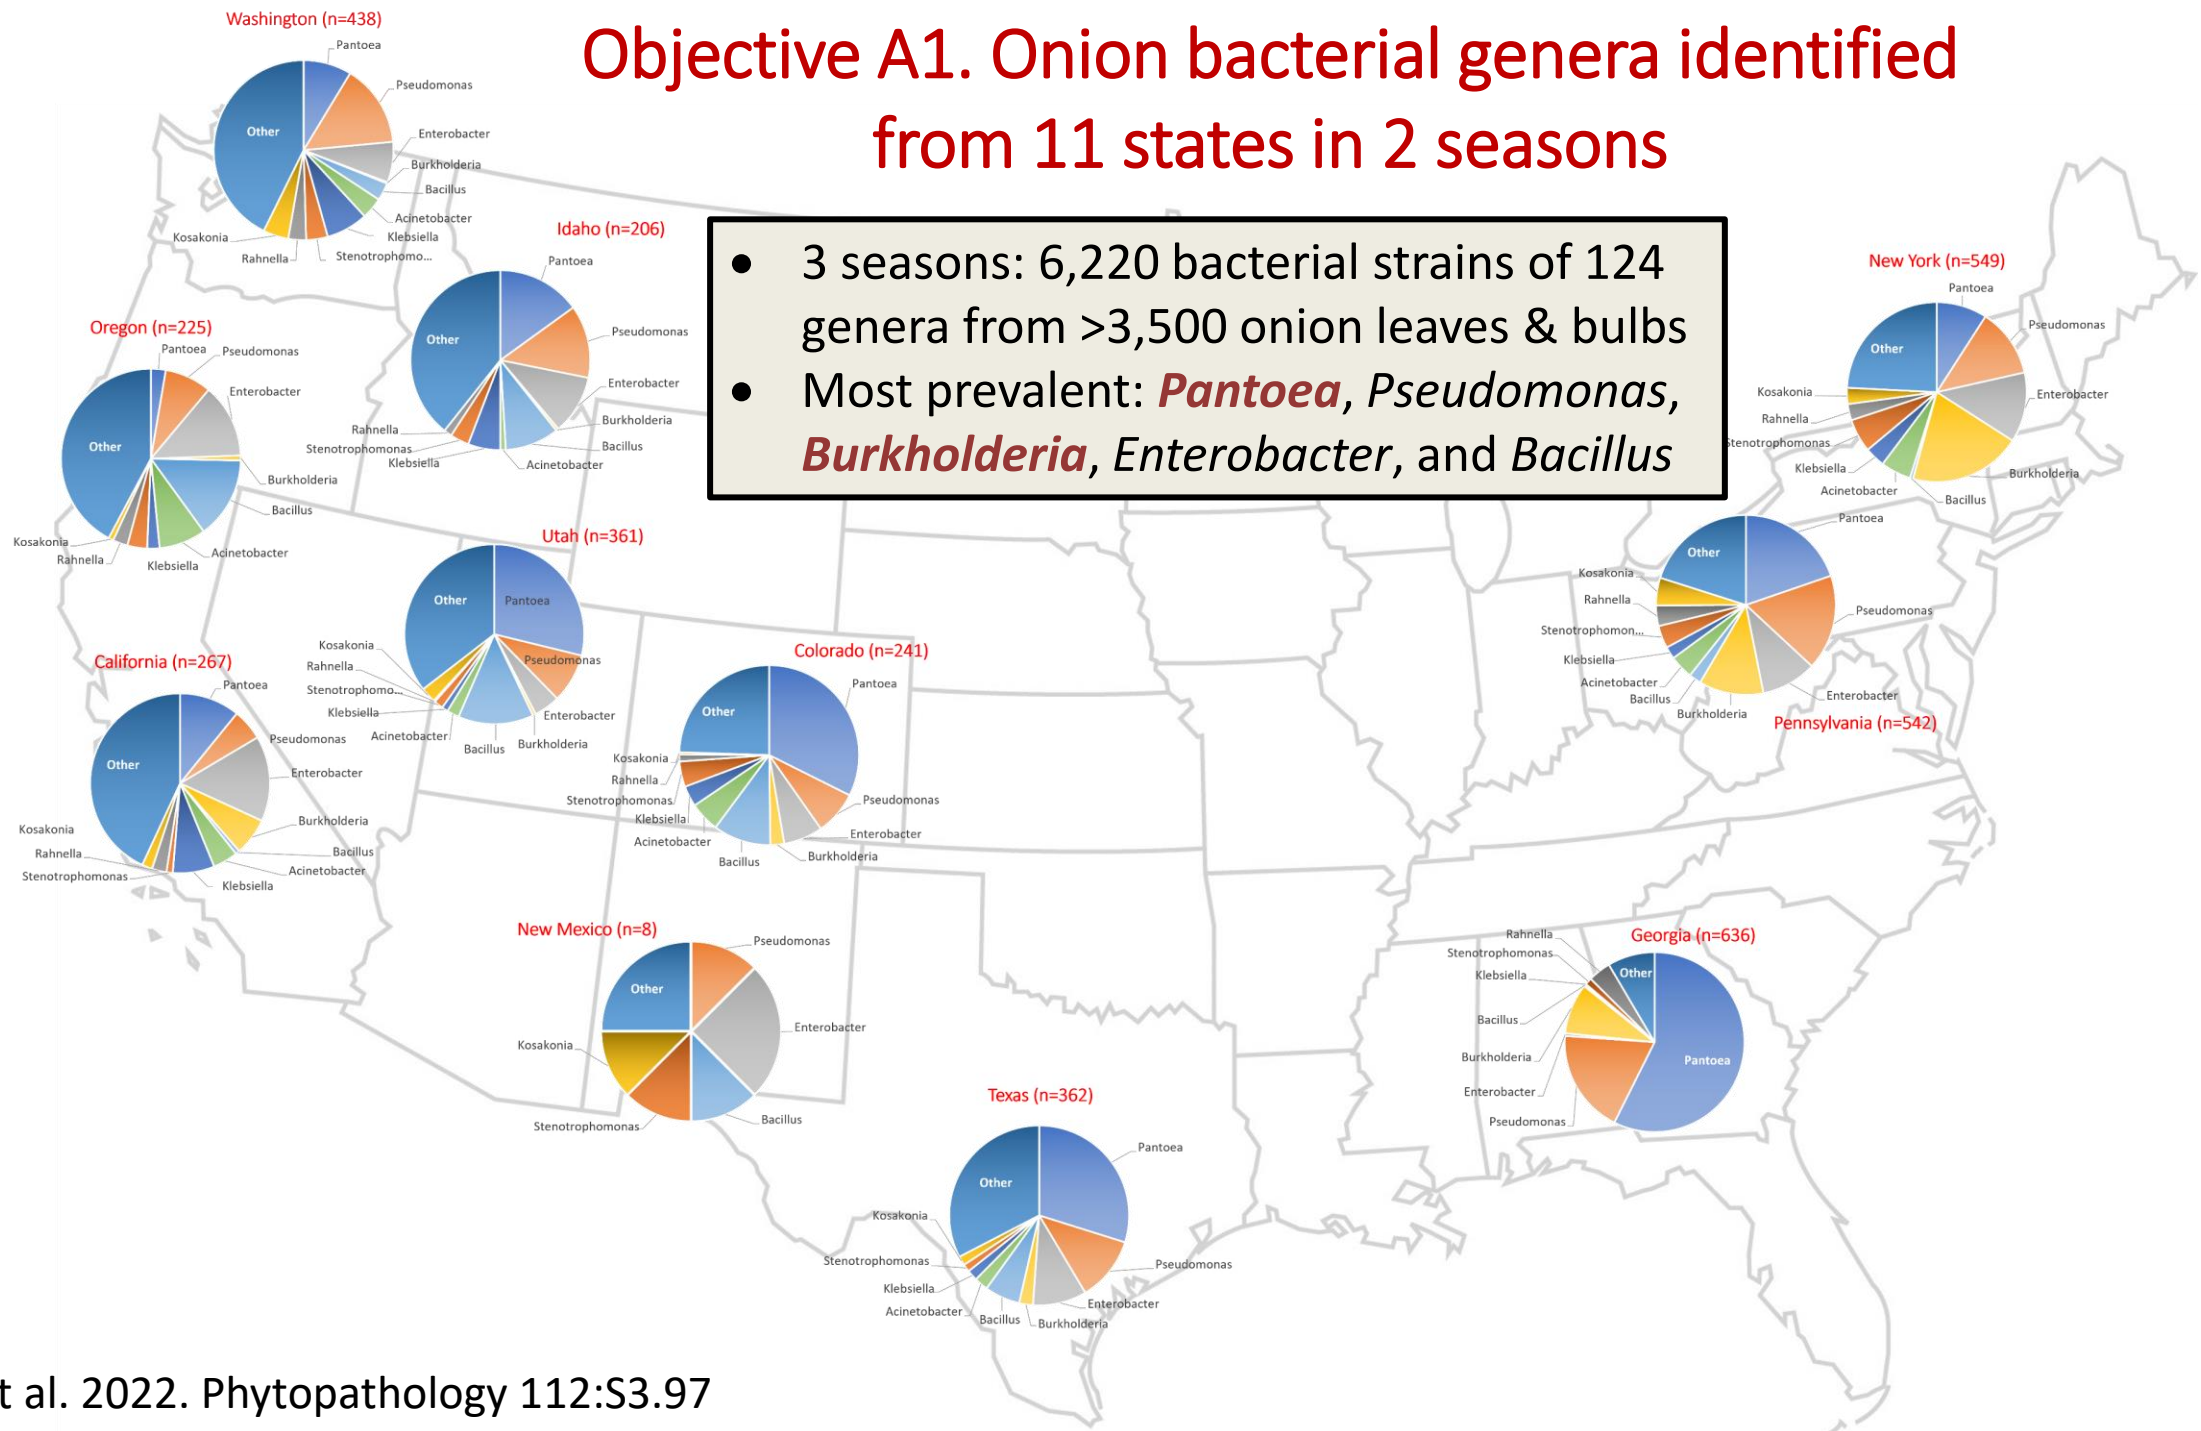 Objective A1. Onion bacterial genera identified
from 11 states in 2 seasons
• 3 seasons: 6,220 bacterial strains of 124
genera from >3,500 onion leaves & bulbs
• Most prevalent: Pantoea, Pseudomonas,
Burkholderia, Enterobacter, and Bacillus
Washington (n=438)
Pantoea
Pseudomonas
Enterobacter
Burkholderia
Bacillus
Acinetobacter
Klebsiella
Stenotrophomo...
Rahnella
Kosakonia
Other
Idaho (n=206)
Pantoea
Pseudomonas
Enterobacter
Burkholderia
Bacillus
Acinetobacter
Klebsiella
Stenotrophomonas
Rahnella
Other
Oregon (n=225)
Pantoea
Pseudomonas
Enterobacter
Burkholderia
Bacillus
Acinetobacter
Klebsiella
Rahnella
Kosakonia
Other
Utah (n=361)
Pantoea
Pseudomonas
Enterobacter
Burkholderia
Bacillus
Acinetobacter
Klebsiella
Stenotrophomo...
Rahnella
Kosakonia
Other
California (n=267)
Pantoea
Pseudomonas
Enterobacter
Burkholderia
Bacillus
Acinetobacter
Klebsiella
Stenotrophomonas
Rahnella
Kosakonia
Other
Colorado (n=241)
Pantoea
Pseudomonas
Enterobacter
Burkholderia
Bacillus
Acinetobacter
Klebsiella
Stenotrophomonas
Rahnella
Kosakonia
Other
New Mexico (n=8)
Pseudomonas
Enterobacter
Bacillus
Stenotrophomonas
Kosakonia
Other
Texas (n=362)
Pantoea
Pseudomonas
Enterobacter
Burkholderia
Bacillus
Acinetobacter
Klebsiella
Stenotrophomonas
Kosakonia
Other
New York (n=549)
Pantoea
Pseudomonas
Enterobacter
Burkholderia
Bacillus
Acinetobacter
Klebsiella
Stenotrophomonas
Rahnella
Kosakonia
Other
Pantoea
Pseudomonas
Enterobacter
Burkholderia
Bacillus
Acinetobacter
Klebsiella
Stenotrophomon...
Rahnella
Kosakonia
Other
Pennsylvania (n=542)
Georgia (n=636)
Pantoea
Pseudomonas
Enterobacter
Burkholderia
Bacillus
Klebsiella
Stenotrophomonas
Rahnella
Other
t al. 2022. Phytopathology 112:S3.97